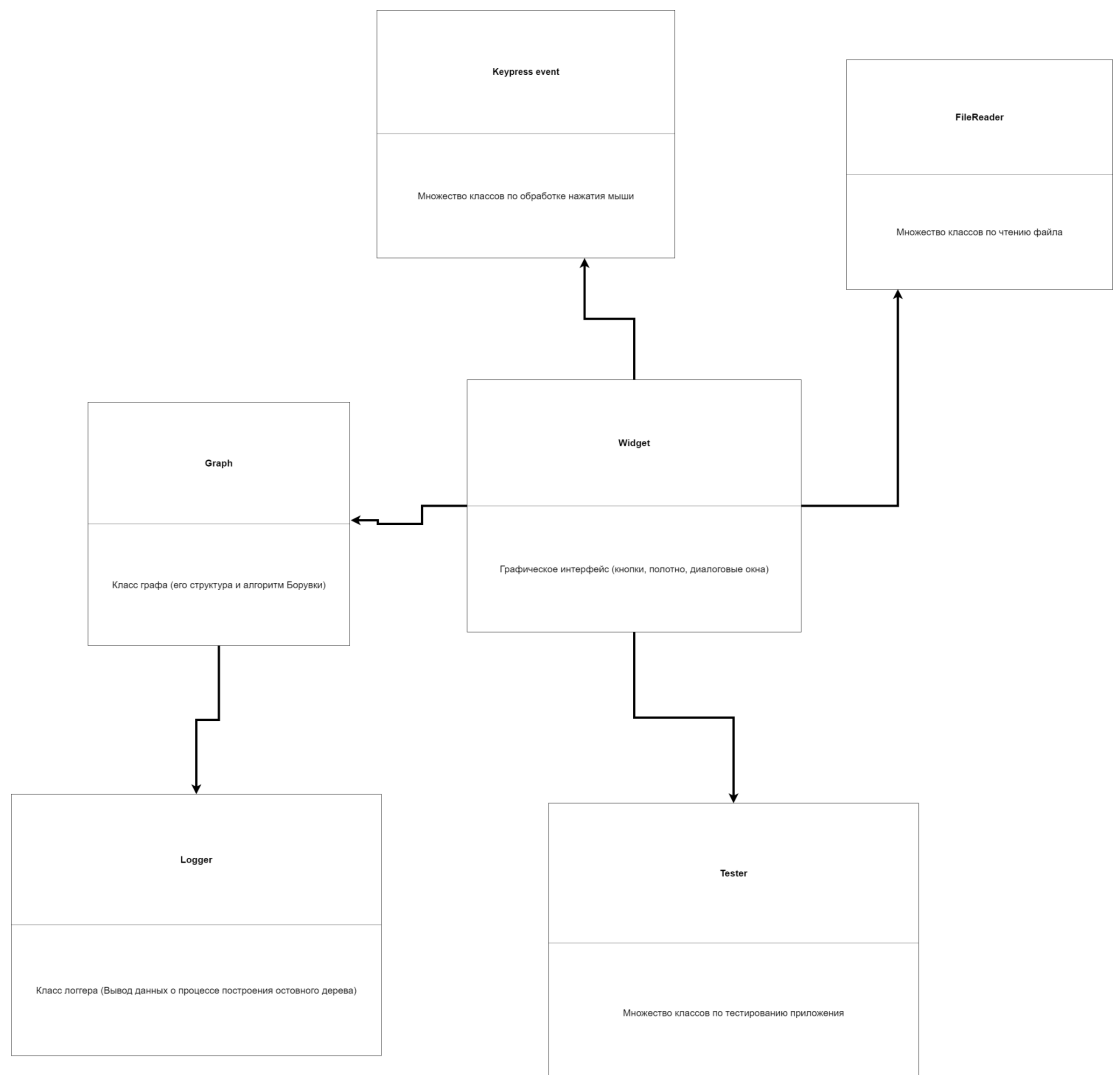 Keypress event
Множество классов по обработке нажатия мыши
FileReader
Множество классов по чтению файла
Widget
Графическое интерфейс (кнопки, полотно, диалоговые окна)
Graph
Класс графа (его структура и алгоритм Борувки)
Logger
Класс логгера (Вывод данных о процессе построения остовного дерева)
Tester
Множество классов по тестированию приложения